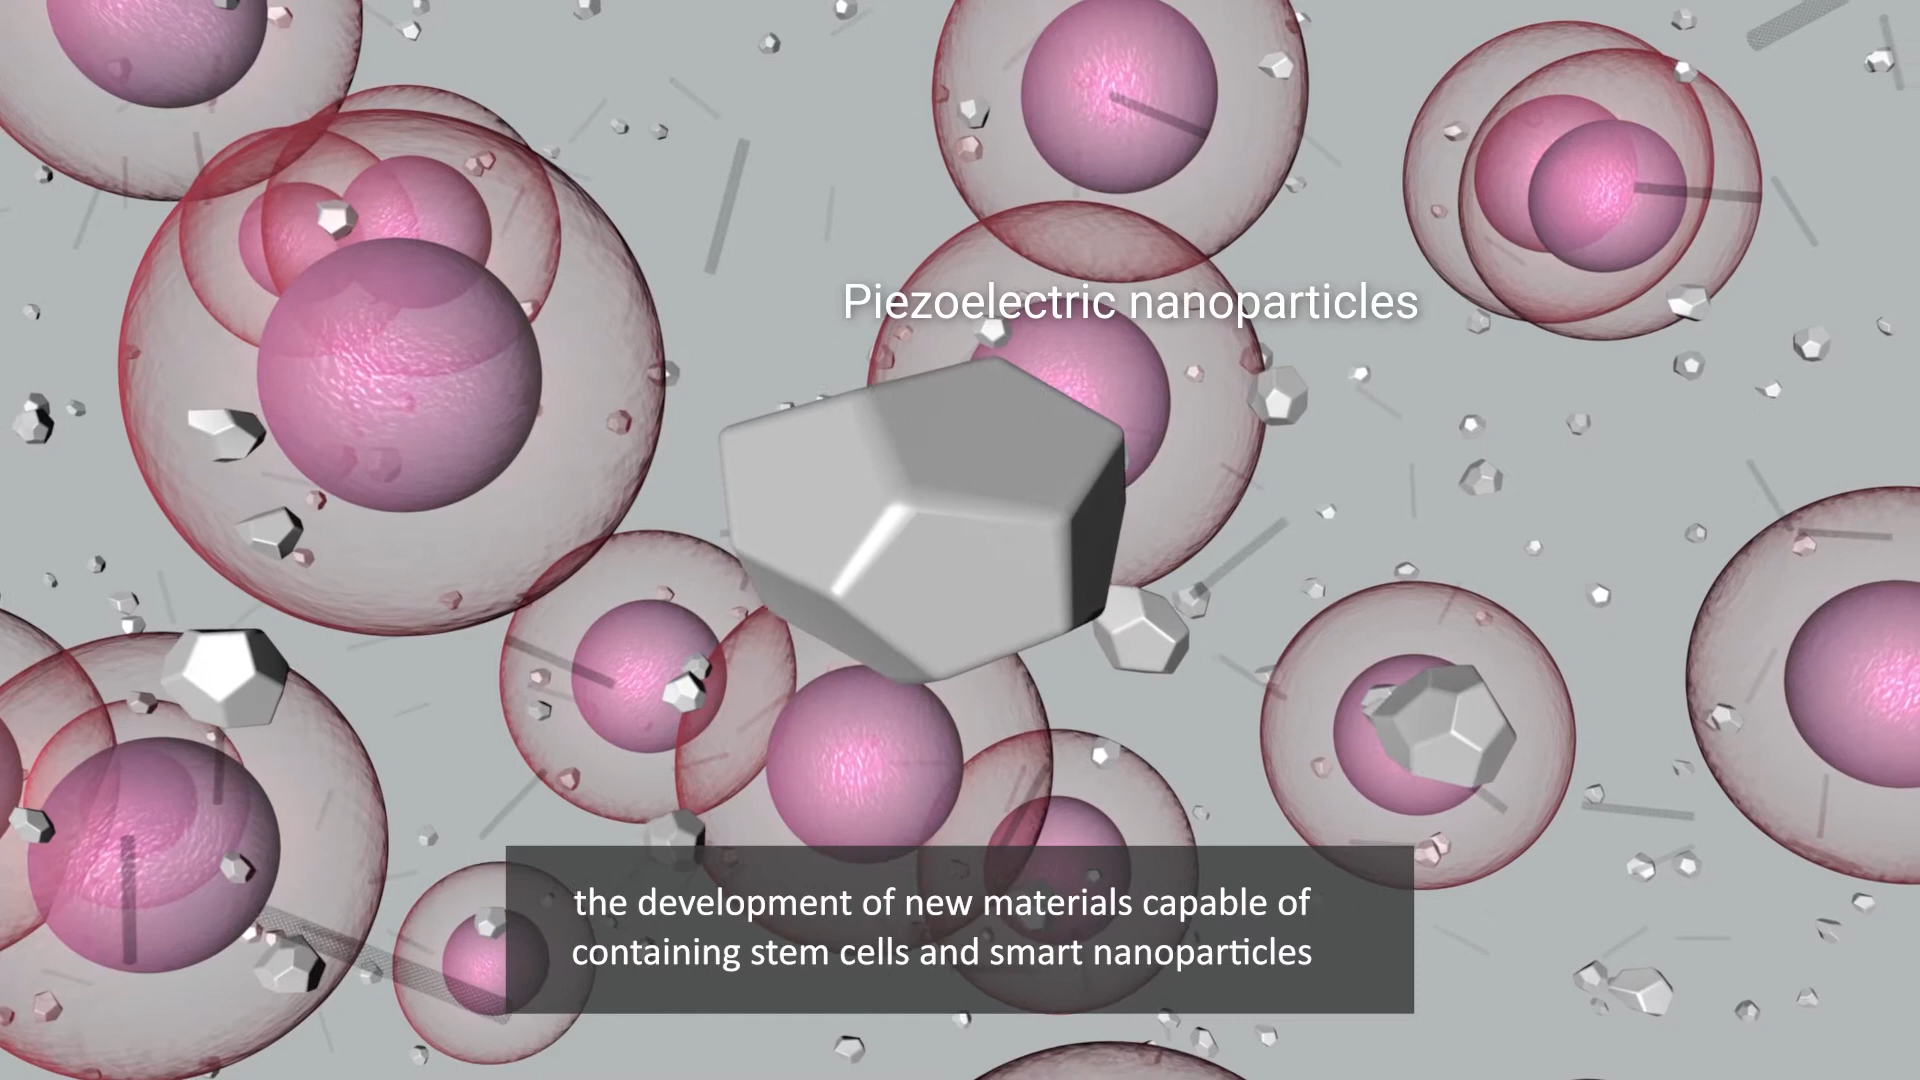 Piezoelectric nanoparticles
the development of new materials capable of
containing stem cells and smart nanoparticles